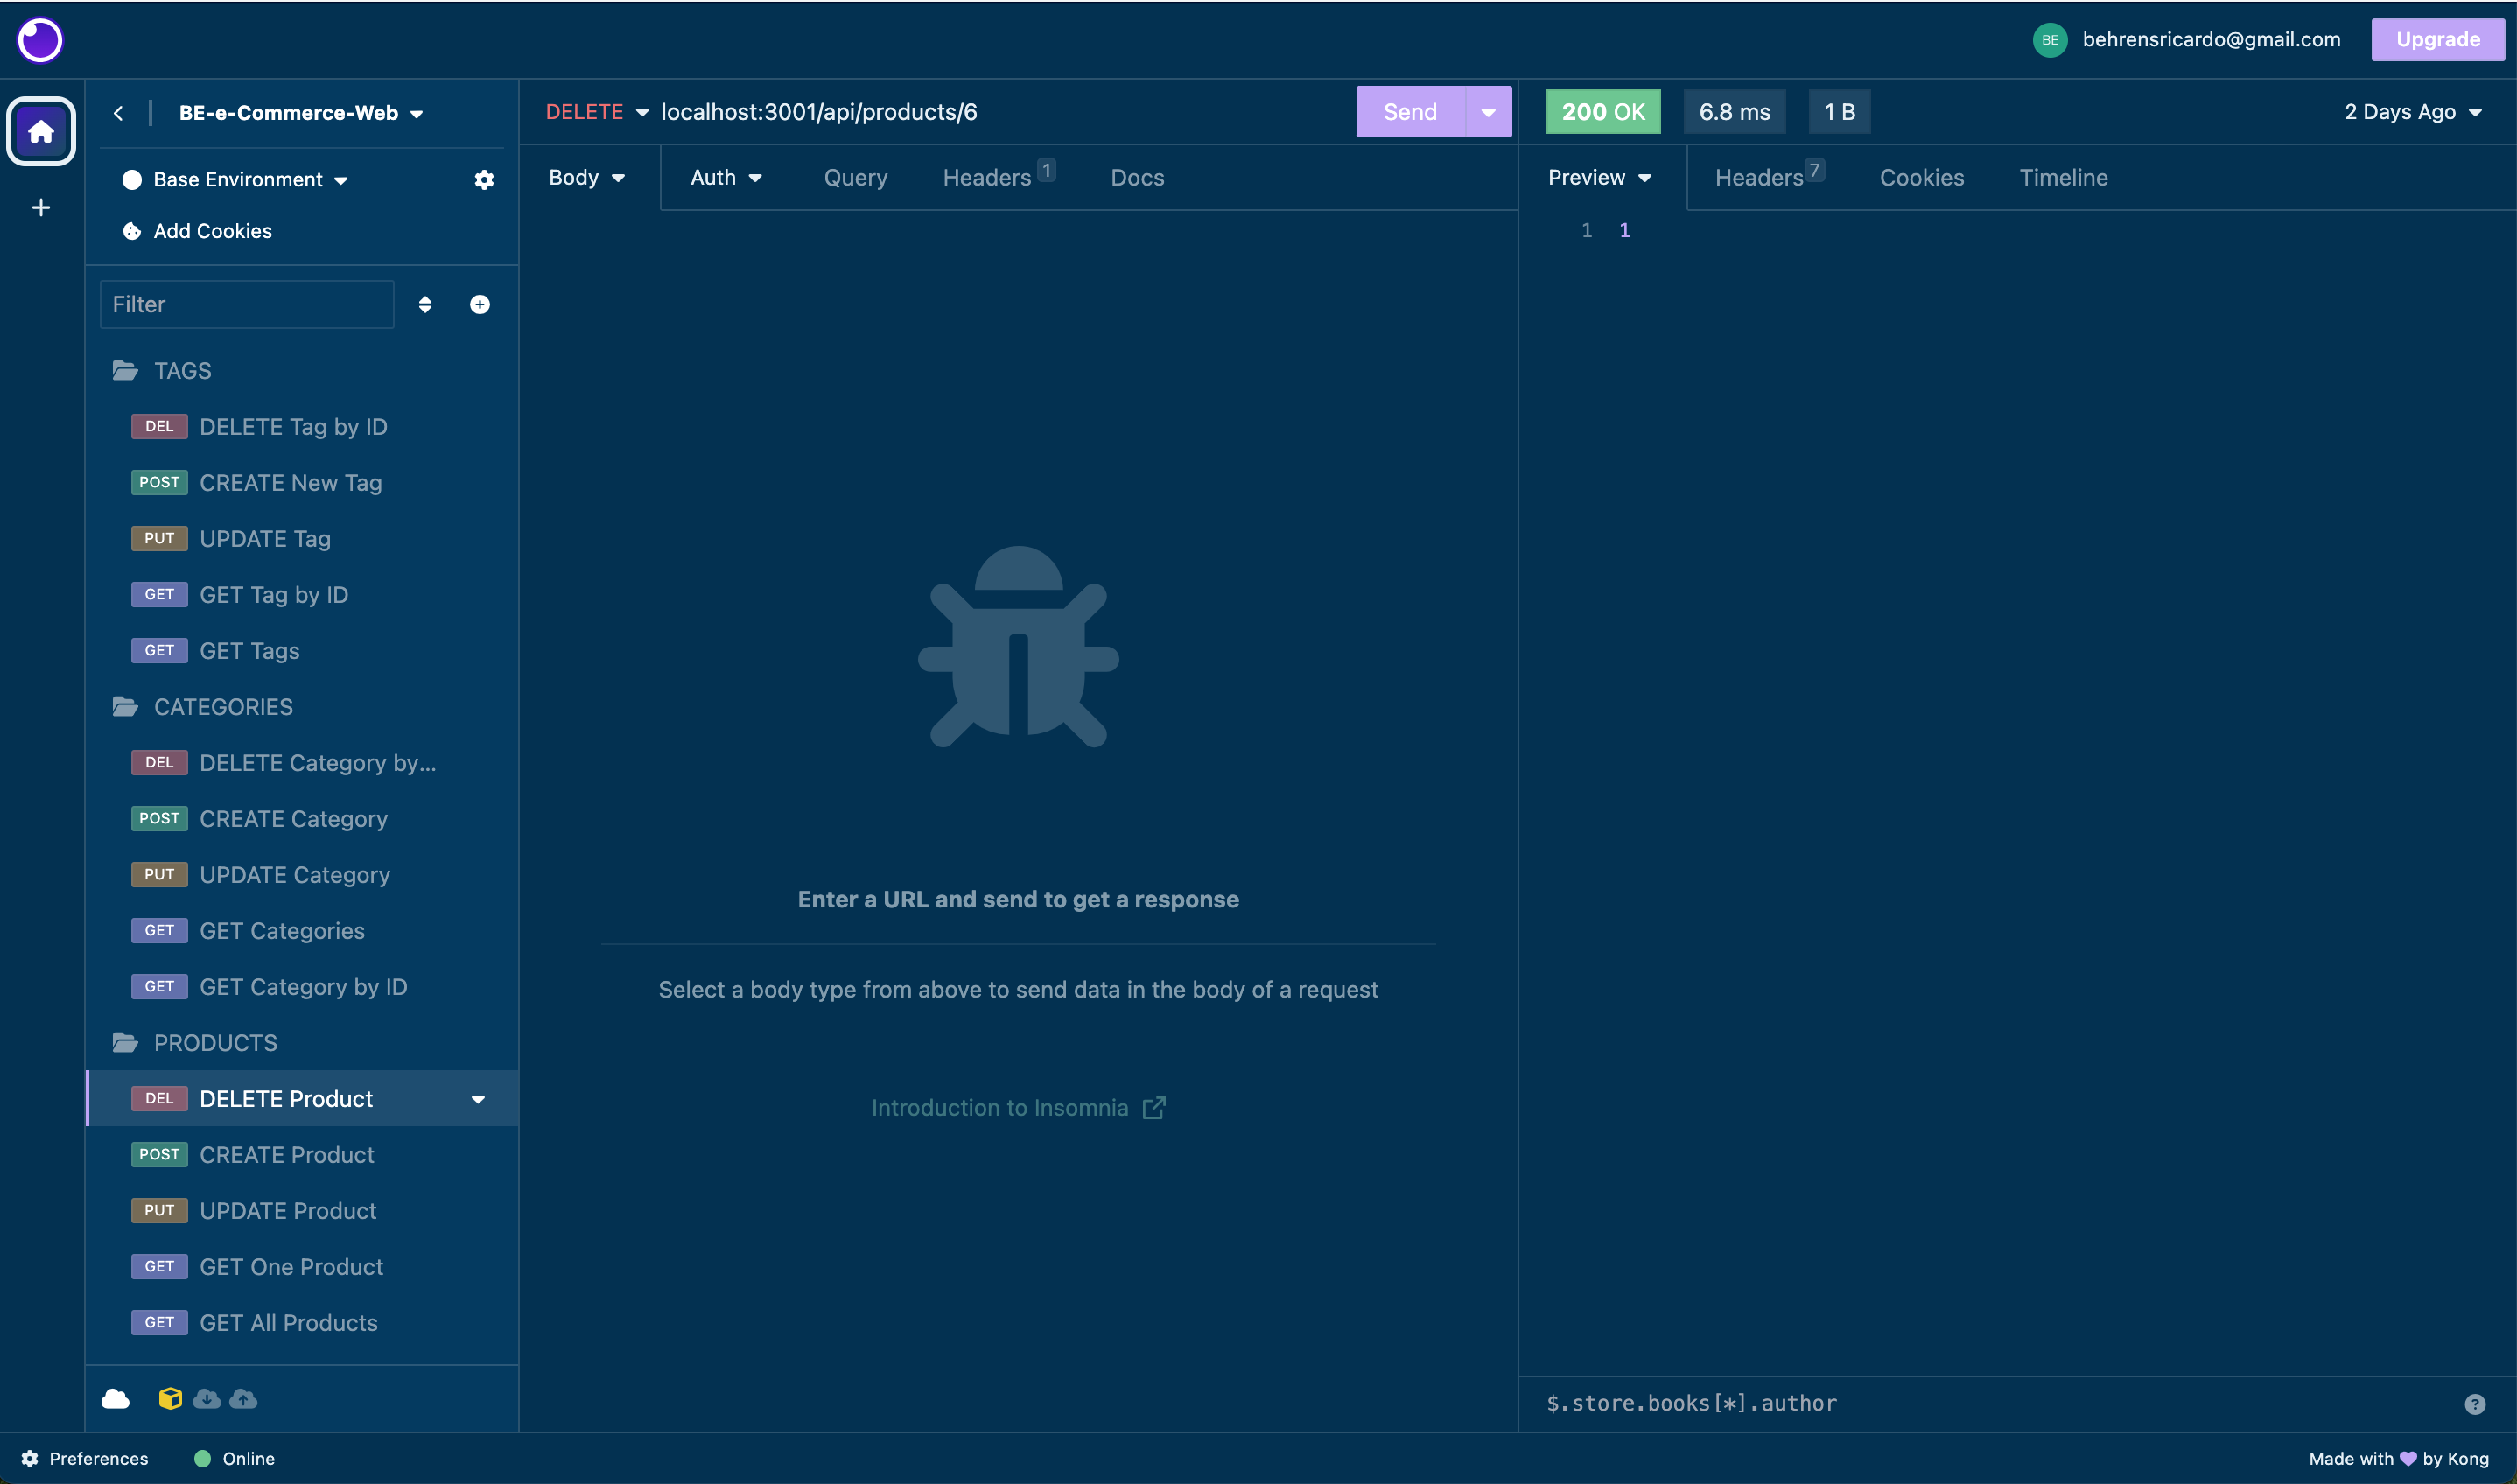 BE behrensricardo@gmail.com Upgrade
BE-e-Commerce-Web
Base Environment
Add Cookies
Filter
TAGS
DEL DELETE Tag by ID
POST CREATE New Tag
PUT UPDATE Tag
GET GET Tag by ID
GET GET Tags
CATEGORIES
DEL DELETE Category by...
POST CREATE Category
PUT UPDATE Category
GET GET Categories
GET GET Category by ID
PRODUCTS
DEL DELETE Product
POST CREATE Product
PUT UPDATE Product
GET GET One Product
GET GET All Products
DELETE localhost:3001/api/products/6 Send
Body Auth Query Headers 1 Docs
Enter a URL and send to get a response
Select a body type from above to send data in the body of a request
Introduction to Insomnia
200 OK 6.8 ms 1 B 2 Days Ago
Preview Headers 7 Cookies Timeline
1 1
$.store.books[*].author ?
Preferences Online Made with by Kong